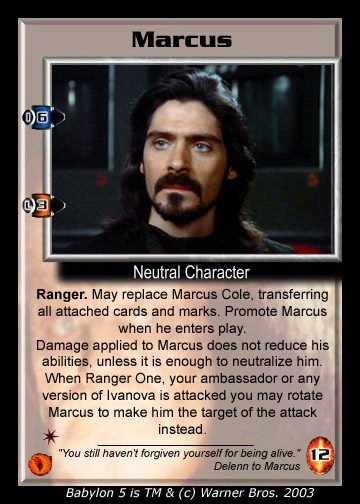 Marcus
I 6
L 3
Neutral Character
Ranger. May replace Marcus Cole, transferring
all attached cards and marks. Promote Marcus
when he enters play.
Damage applied to Marcus does not reduce his
abilities, unless it is enough to neutralize him.
When Ranger One, your ambassador or any
version of Ivanova is attacked you may rotate
Marcus to make him the target of the attack
instead.
"You still haven't forgiven yourself for being alive."
Delenn to Marcus
12
Babylon 5 is TM & (c) Warner Bros. 2003